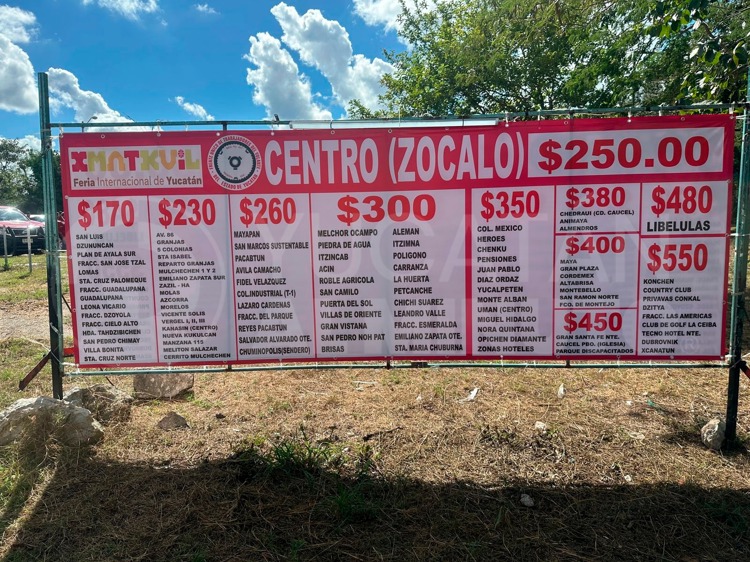 XMATKUIL
Feria Internacional de Yucatán
CENTRO (ZOCALO)
$250.00
$170
SAN LUIS
DZUNUNCAN
PLAN DE AYALA SUR
FRACC. SAN JOSE TZAL
LOMAS
STA. CRUZ PALOMEQUE
FRACC. GUADALUPANA
GUADALUPANA
FRACC. DZOYOLA
LEONA VICARIO
FRACC. CIELO ALTO
HDA. TAHDZIBICHEN
SAN PEDRO CHIMAY
VILLA BONITA
STA. CRUZ NORTE
$230
AV. 86
GRANJAS
5 COLONIAS
STA ISABEL
REPARTO GRANJAS
MULCHECHEN 1 Y 2
EMILIANO ZAPATA SUR
ZAZIL - HA
MOLAS
AZCORRA
MORELOS
VICENTE SOLIS
VERGEL I, II, III
KANASIN (CENTRO)
NUEVA KUKULCAN
MANZANA 115
MELITON SALAZAR
CERRITO MULCHECHEN
$260
MAYAPAN
SAN MARCOS SUSTENTABLE
PACABTUN
AVILA CAMACHO
FIDEL VELAZQUEZ
COL.INDUSTRIAL (T-1)
LAZARO CARDENAS
FRACC. DEL PARQUE
REYES PACABTUN
SALVADOR ALVARADO OTE.
CHUMINOPOLIS(SENDERO)
$300
MELCHOR OCAMPO
PIEDRA DE AGUA
ITZINCAB
ACIN
ROBLE AGRICOLA
SAN CAMILO
PUERTA DEL SOL
VILLAS DE ORIENTE
GRAN VISTANA
SAN PEDRO NOH PAT
BRISAS
ALEMAN
ITZIMNA
POLIGONO
CARRANZA
LA HUERTA
PETCANCHE
CHICHI SUAREZ
LEANDRO VALLE
FRACC. ESMERALDA
EMILIANO ZAPATA OTE.
STA. MARIA CHUBURNA
$350
COL. MEXICO
HEROES
CHENKU
PENSIONES
JUAN PABLO
DIAZ ORDAZ
YUCALPETEN
MONTE ALBAN
UMAN (CENTRO)
MIGUEL HIDALGO
NORA QUINTANA
OPICHEN DIAMANTE
ZONAS HOTELES
$380
CHEDRAUI (CD. CAUCEL)
ANIMAYA
ALMENDROS
$400
MAYA
GRAN PLAZA
CORDEMEX
ALTABRISA
MONTEBELLO
SAN RAMON NORTE
FCO. DE MONTEJO
$450
GRAN SANTA FE NTE.
CAUCEL PBO. (IGLESIA)
PARQUE DISCAPACITADOS
$480
LIBELULAS
$550
KONCHEN
COUNTRY CLUB
PRIVAVAS CONKAL
DZITYA
FRACC. LAS AMERICAS
CLUB DE GOLF LA CEIBA
TECNO HOTEL NTE.
DUBROVNIK
XCANATUN